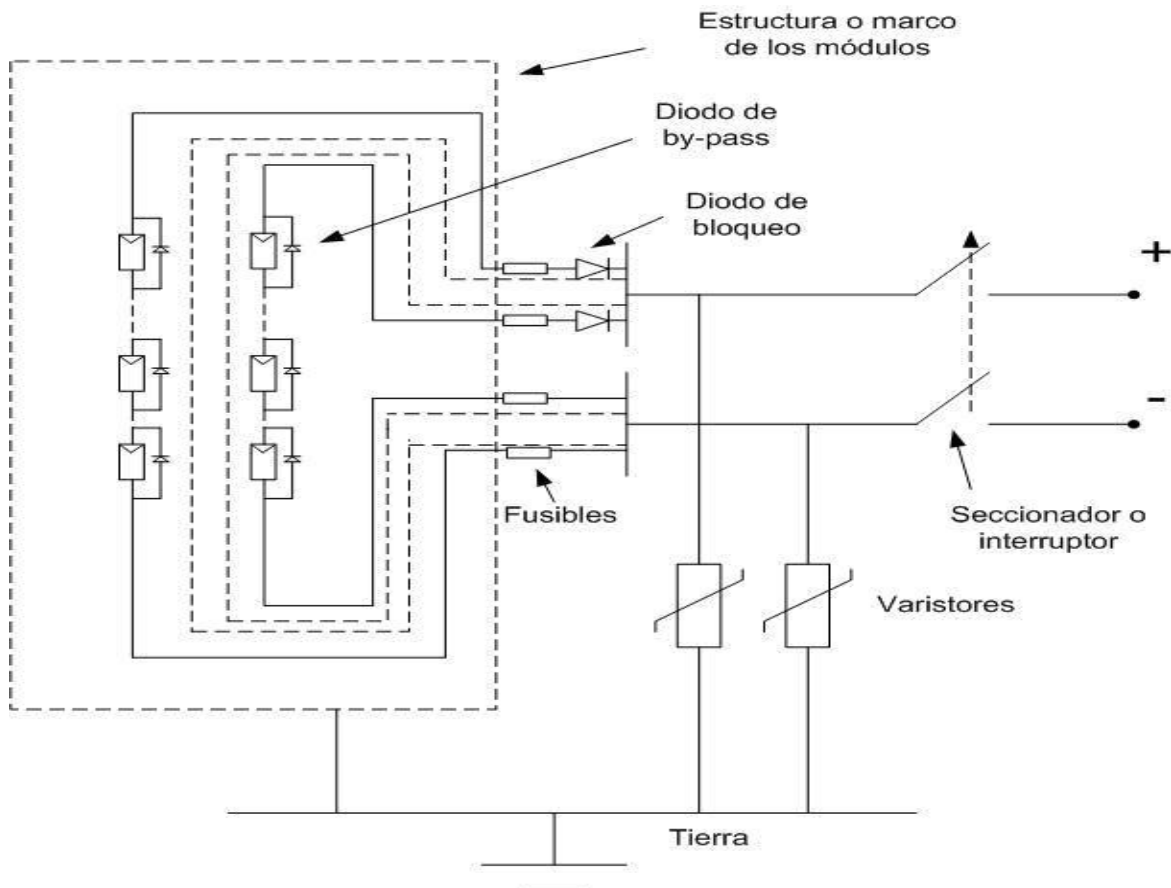 Estructura o marco
de los módulos
Diodo de
by-pass
Diodo de
bloqueo
+
-
Fusibles
Seccionador o
interruptor
Varistores
Tierra